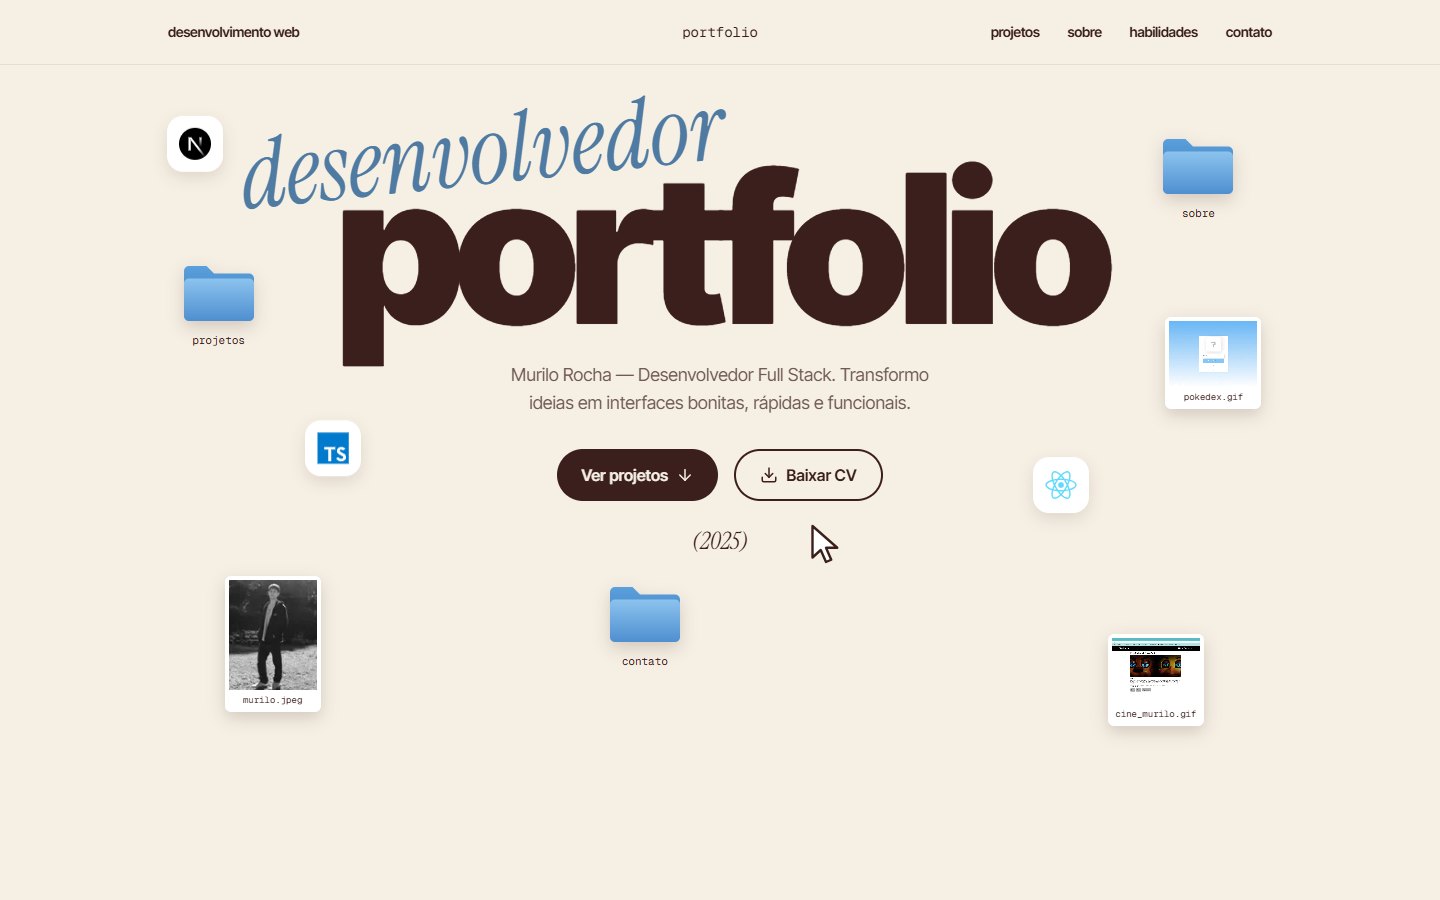 desenvolvimento web
portfolio
projetos sobre habilidades contato
desenvolvedor
portfolio
sobre
projetos
Murilo Rocha — Desenvolvedor Full Stack. Transformo
ideias em interfaces bonitas, rápidas e funcionais.
pokedex.gif
TS
Ver projetos
Baixar CV
(2025)
contato
murilo.jpeg
cine_murilo.gif